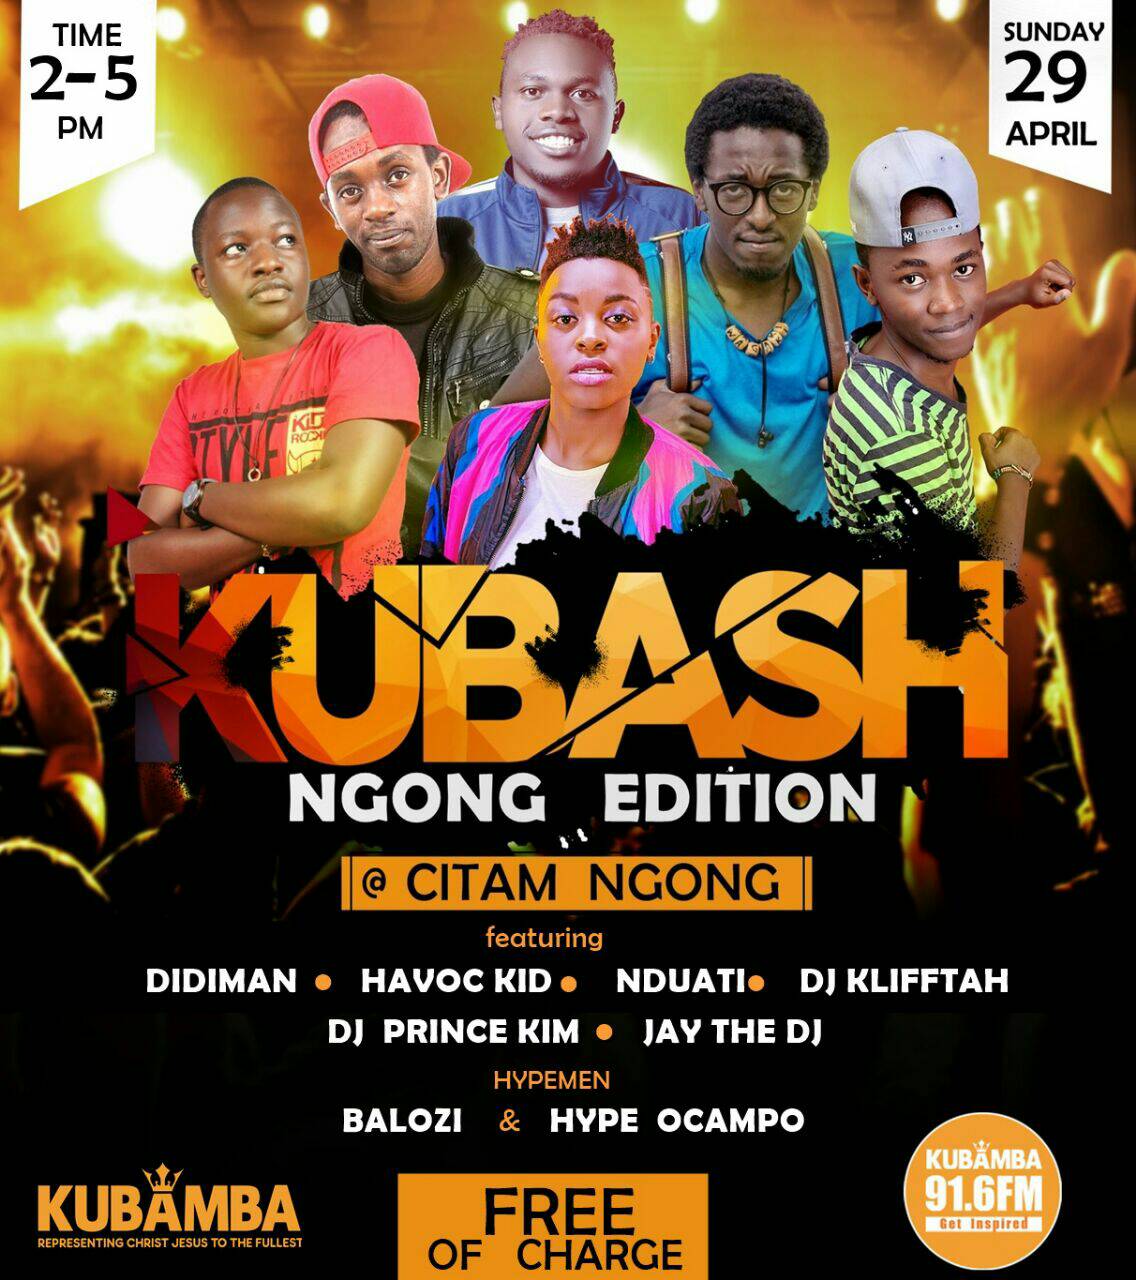 TIME
2-5
PM
SUNDAY
29
APRIL
NY
KUBASH
NGONG EDITION
@ CITAM NGONG
featuring
DIDIMAN • HAVOC KID • NDUATI • DJ KLIFFTAH
DJ PRINCE KIM • JAY THE DJ
HYPEMEN
BALOZI & HYPE OCAMPO
KUBAMBA
REPRESENTING CHRIST JESUS TO THE FULLEST
FREE
OF CHARGE
KUBAMBA
91.6FM
Get Inspired